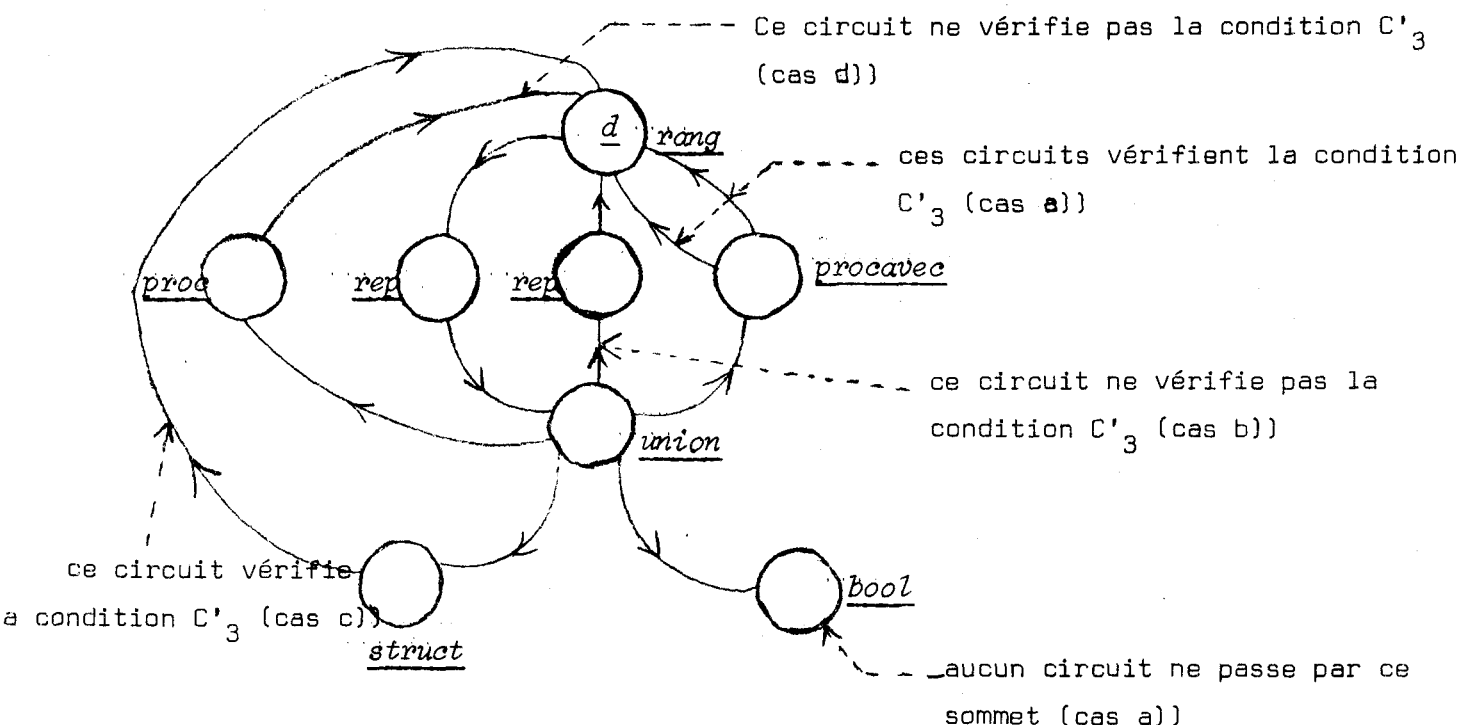 Ce circuit ne vérifie pas la condition C'3
(cas d))
d
rang
ces circuits vérifient la condition
C'3 (cas a))
proc
rep
rep
procavec
ce circuit ne vérifie pas la
condition C'3 (cas b))
union
ce circuit vérifie
a condition C'3 (cas c))
bool
struct
aucun circuit ne passe par ce
sommet (cas a))